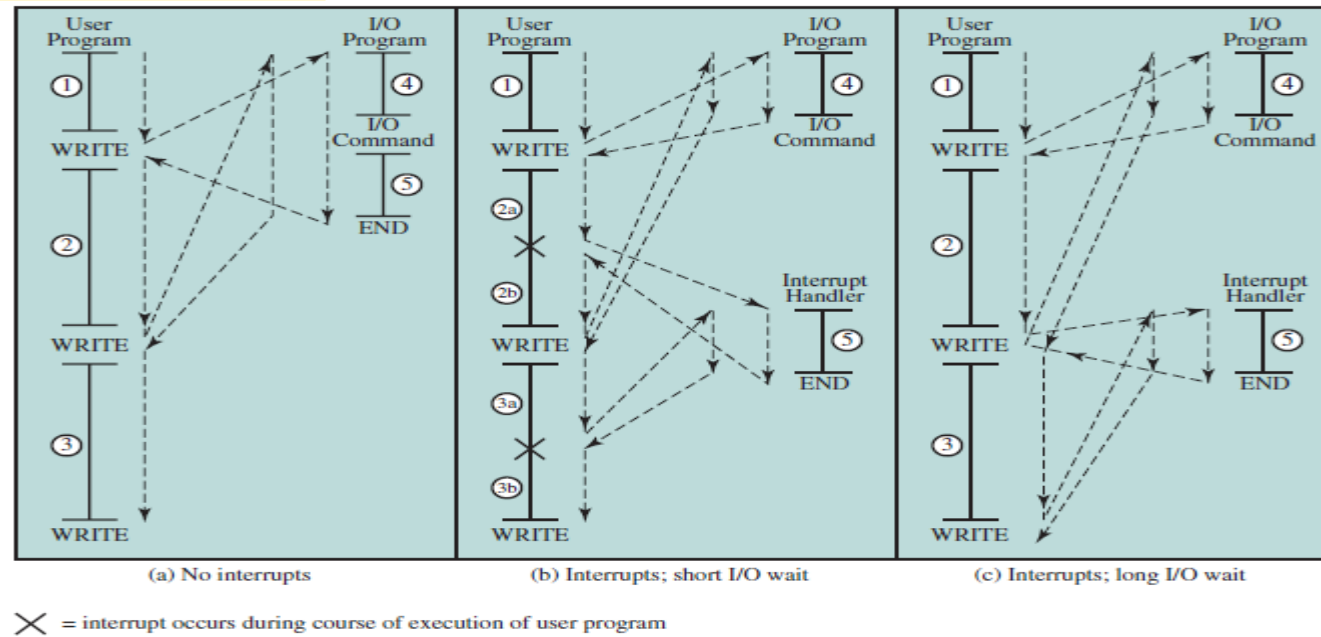 User
Program
I/O
Program
1
4
WRITE
I/O
Command
5
END
2
WRITE
3
WRITE
(a) No interrupts
User
Program
I/O
Program
1
4
WRITE
I/O
Command
2a
2b
Interrupt
Handler
WRITE
5
END
3a
3b
WRITE
(b) Interrupts; short I/O wait
User
Program
I/O
Program
1
4
WRITE
I/O
Command
2
Interrupt
Handler
WRITE
5
END
3
WRITE
(c) Interrupts; long I/O wait
= interrupt occurs during course of execution of user program